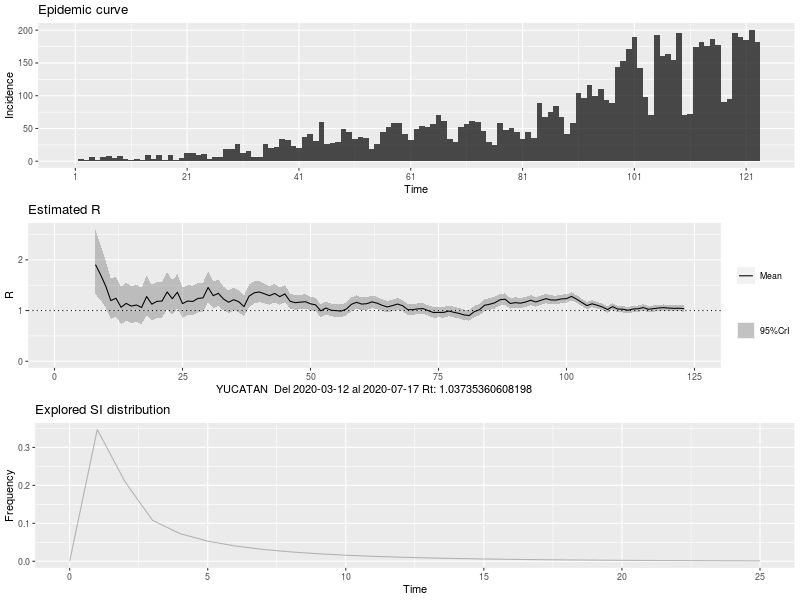 Epidemic curve
200
150
100
50
0
Incidence
1 21 41 61 81 101 121
Time
Estimated R
2
1
0
R
0 25 50 75 100 125
YUCATAN Del 2020-03-12 al 2020-07-17 Rt: 1.03735360608198
Mean
95%CrI
Explored SI distribution
0.3
0.2
0.1
0.0
Frequency
0 5 10 15 20 25
Time